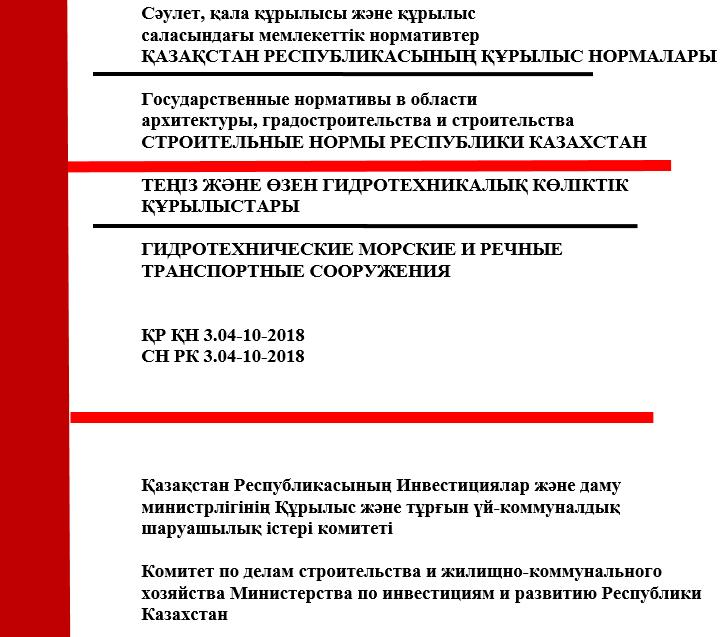 Сәулет, қала құрылысы және құрылыс
саласындағы мемлекеттік нормативтер
ҚАЗАҚСТАН РЕСПУБЛИКАСЫНЫҢ ҚҰРЫЛЫС НОРМАЛАРЫ
Государственные нормативы в области
архитектуры, градостроительства и строительства
СТРОИТЕЛЬНЫЕ НОРМЫ РЕСПУБЛИКИ КАЗАХСТАН
ТЕҢІЗ ЖӘНЕ ӨЗЕН ГИДРОТЕХНИКАЛЫҚ КӨЛІКТІК
ҚҰРЫЛЫСТАРЫ
ГИДРОТЕХНИЧЕСКИЕ МОРСКИЕ И РЕЧНЫЕ
ТРАНСПОРТНЫЕ СООРУЖЕНИЯ
ҚР ҚН 3.04-10-2018
СН РК 3.04-10-2018
Қазақстан Республикасының Инвестициялар және даму
министрлігінің Құрылыс және тұрғын үй-коммуналдық
шаруашылық істері комитеті
Комитет по делам строительства и жилищно-коммунального
хозяйства Министерства по инвестициям и развитию Республики
Казахстан